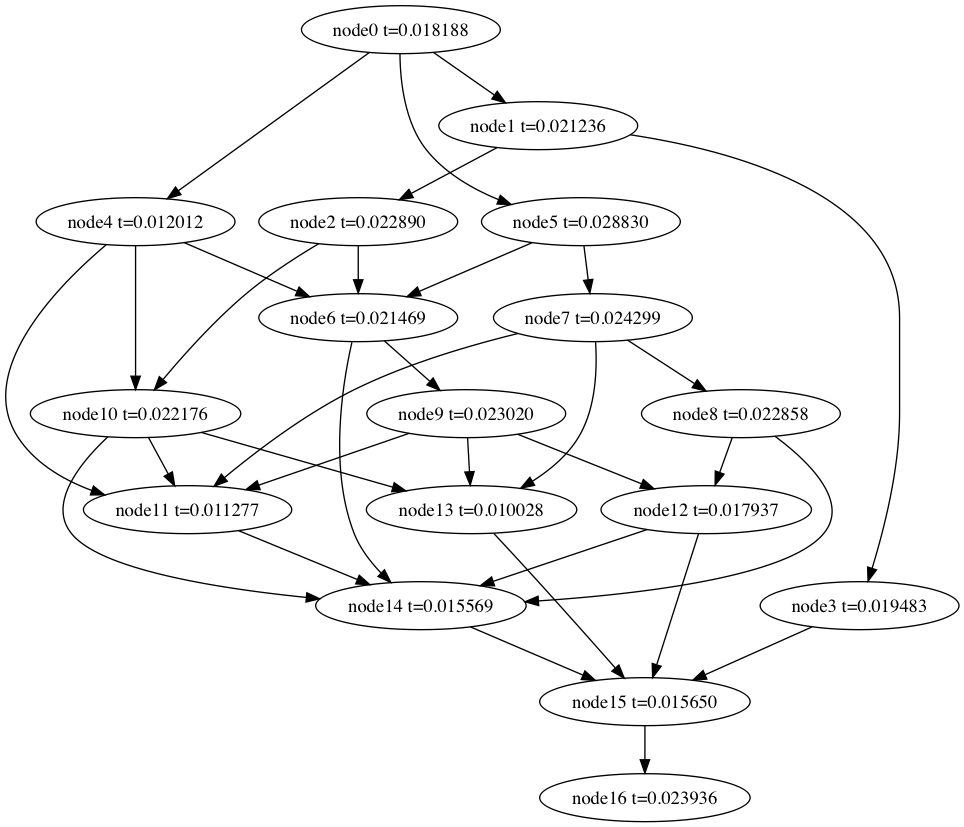 node0 t=0.018188
node1 t=0.021236
node4 t=0.012012
node2 t=0.022890
node5 t=0.028830
node6 t=0.021469
node7 t=0.024299
node10 t=0.022176
node9 t=0.023020
node8 t=0.022858
node11 t=0.011277
node13 t=0.010028
node12 t=0.017937
node14 t=0.015569
node3 t=0.019483
node15 t=0.015650
node16 t=0.023936